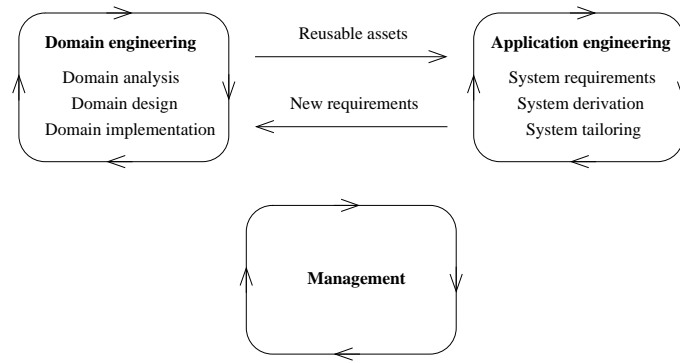 Domain engineering
Domain analysis
Domain design
Domain implementation
Reusable assets
New requirements
Application engineering
System requirements
System derivation
System tailoring
Management